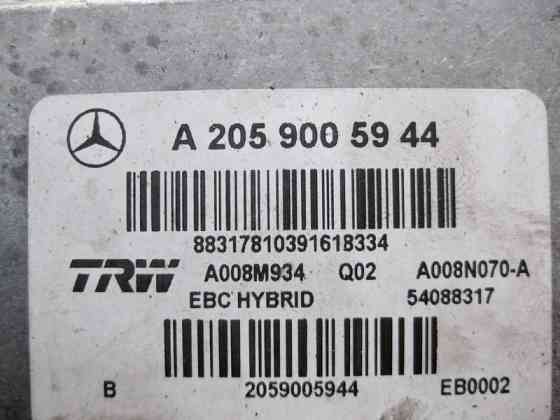 A 205 900 59 44
88317810391618334
TRW A008M934 Q02 A008N070-A
EBC HYBRID 54088317
B 2059005944 EB0002